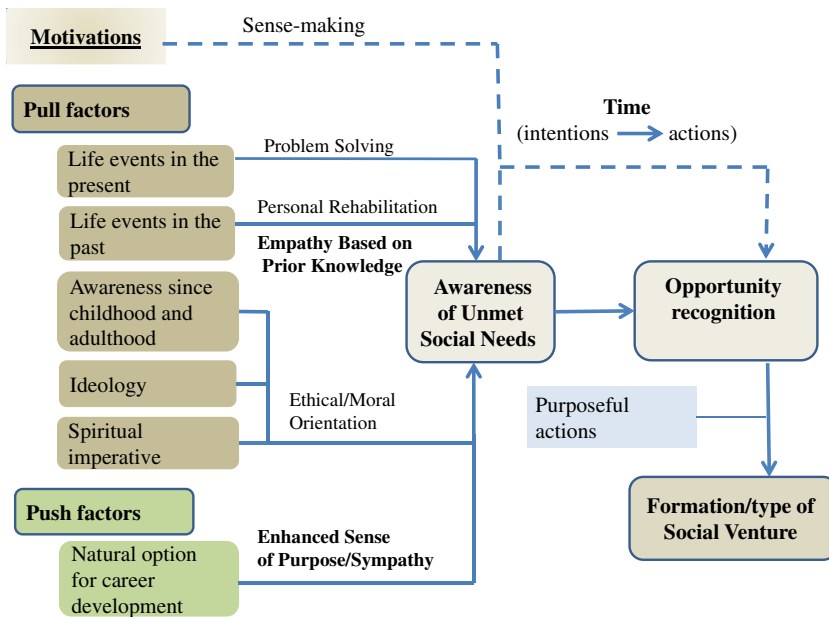 Motivations
Sense-making
Pull factors
Time
(intentions actions)
Life events in the
present
Problem Solving
Life events in the
past
Personal Rehabilitation
Empathy Based on
Prior Knowledge
Awareness since
childhood and
adulthood
Awareness
of Unmet
Social Needs
Opportunity
recognition
Ideology
Ethical/Moral
Orientation
Spiritual
imperative
Purposeful
actions
Push factors
Formation/type of
Social Venture
Enhanced Sense
of Purpose/Sympathy
Natural option
for career
development